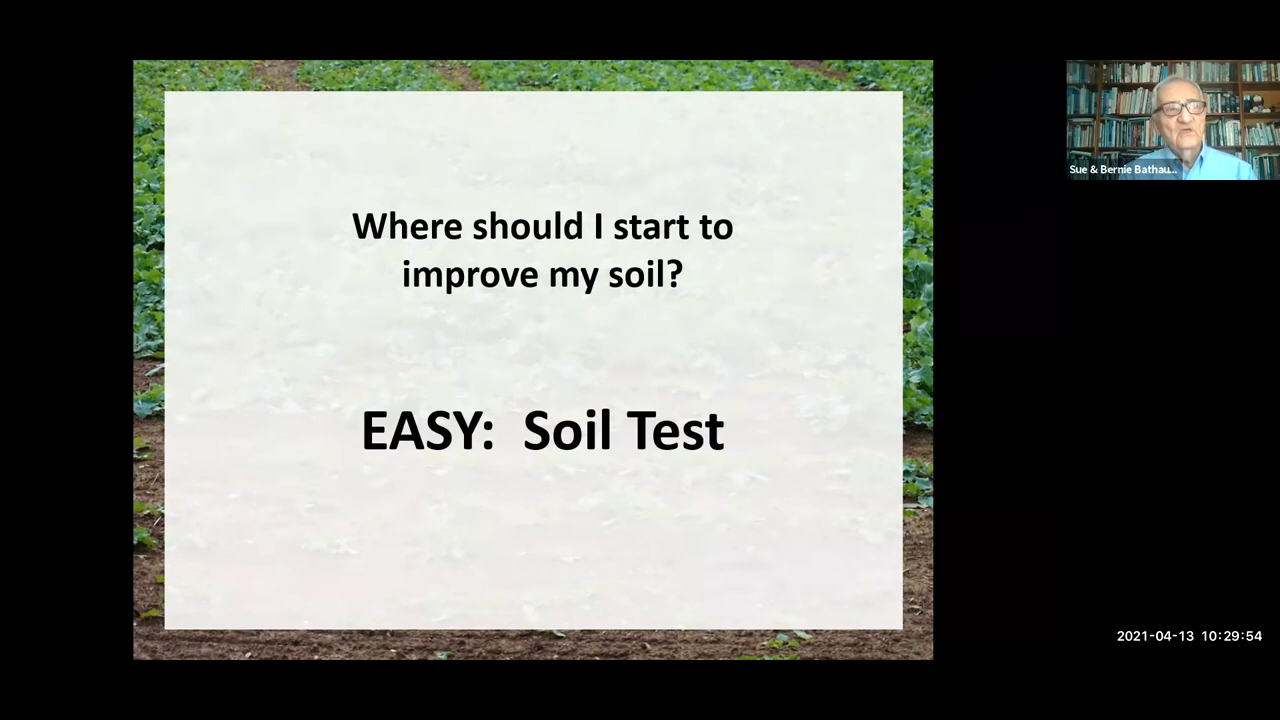 Where should I start to
improve my soil?
EASY:  Soil Test
Sue & Bernie Bathau...
2021-04-13 10:29:54